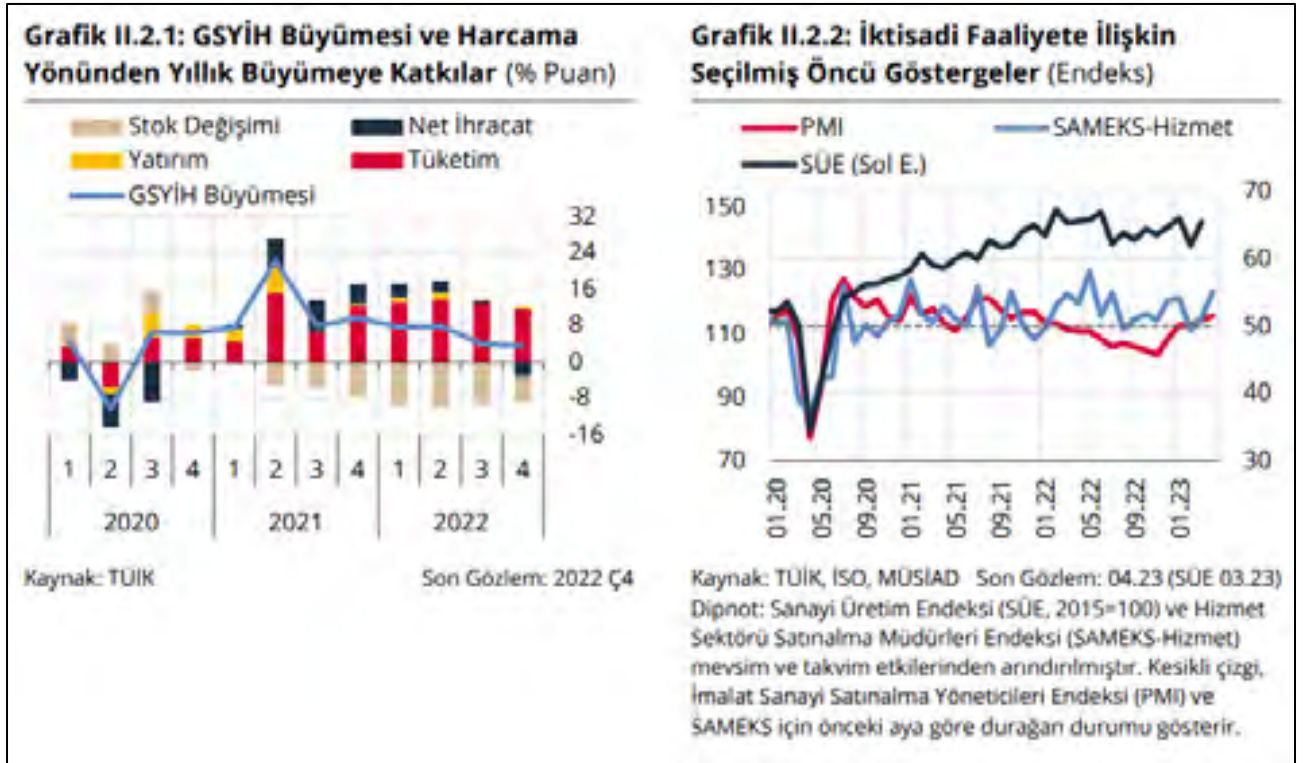 Grafik II.2.1: GSYİH Büyümesi ve Harcama
Yönünden Yıllık Büyümeye Katkılar (% Puan)
Stok Değişimi
Net İhracat
Yatırım
Tüketim
GSYİH Büyümesi
32
24
16
8
0
-8
-16
1 2 3 4 1 2 3 4 1 2 3 4
2020 2021 2022
Kaynak: TÜİK
Son Gözlem: 2022 Ç4
Grafik II.2.2: İktisadi Faaliyete İlişkin
Seçilmiş Öncü Göstergeler (Endeks)
PMI
SAMEKS-Hizmet
SÜE (Sol E.)
150
130
110
90
70
70
60
50
40
30
01.20
05.20
09.20
01.21
05.21
09.21
01.22
05.22
09.22
01.23
Kaynak: TÜİK, İSO, MÜSİAD Son Gözlem: 04.23 (SÜE 03.23)
Dipnot: Sanayi Üretim Endeksi (SÜE, 2015=100) ve Hizmet
Sektörü Satınalma Müdürleri Endeksi (SAMEKS-Hizmet)
mevsim ve takvim etkilerinden arındırılmıştır. Kesikli çizgi,
İmalat Sanayi Satınalma Yöneticileri Endeksi (PMI) ve
SAMEKS için önceki aya göre durağan durumu gösterir.